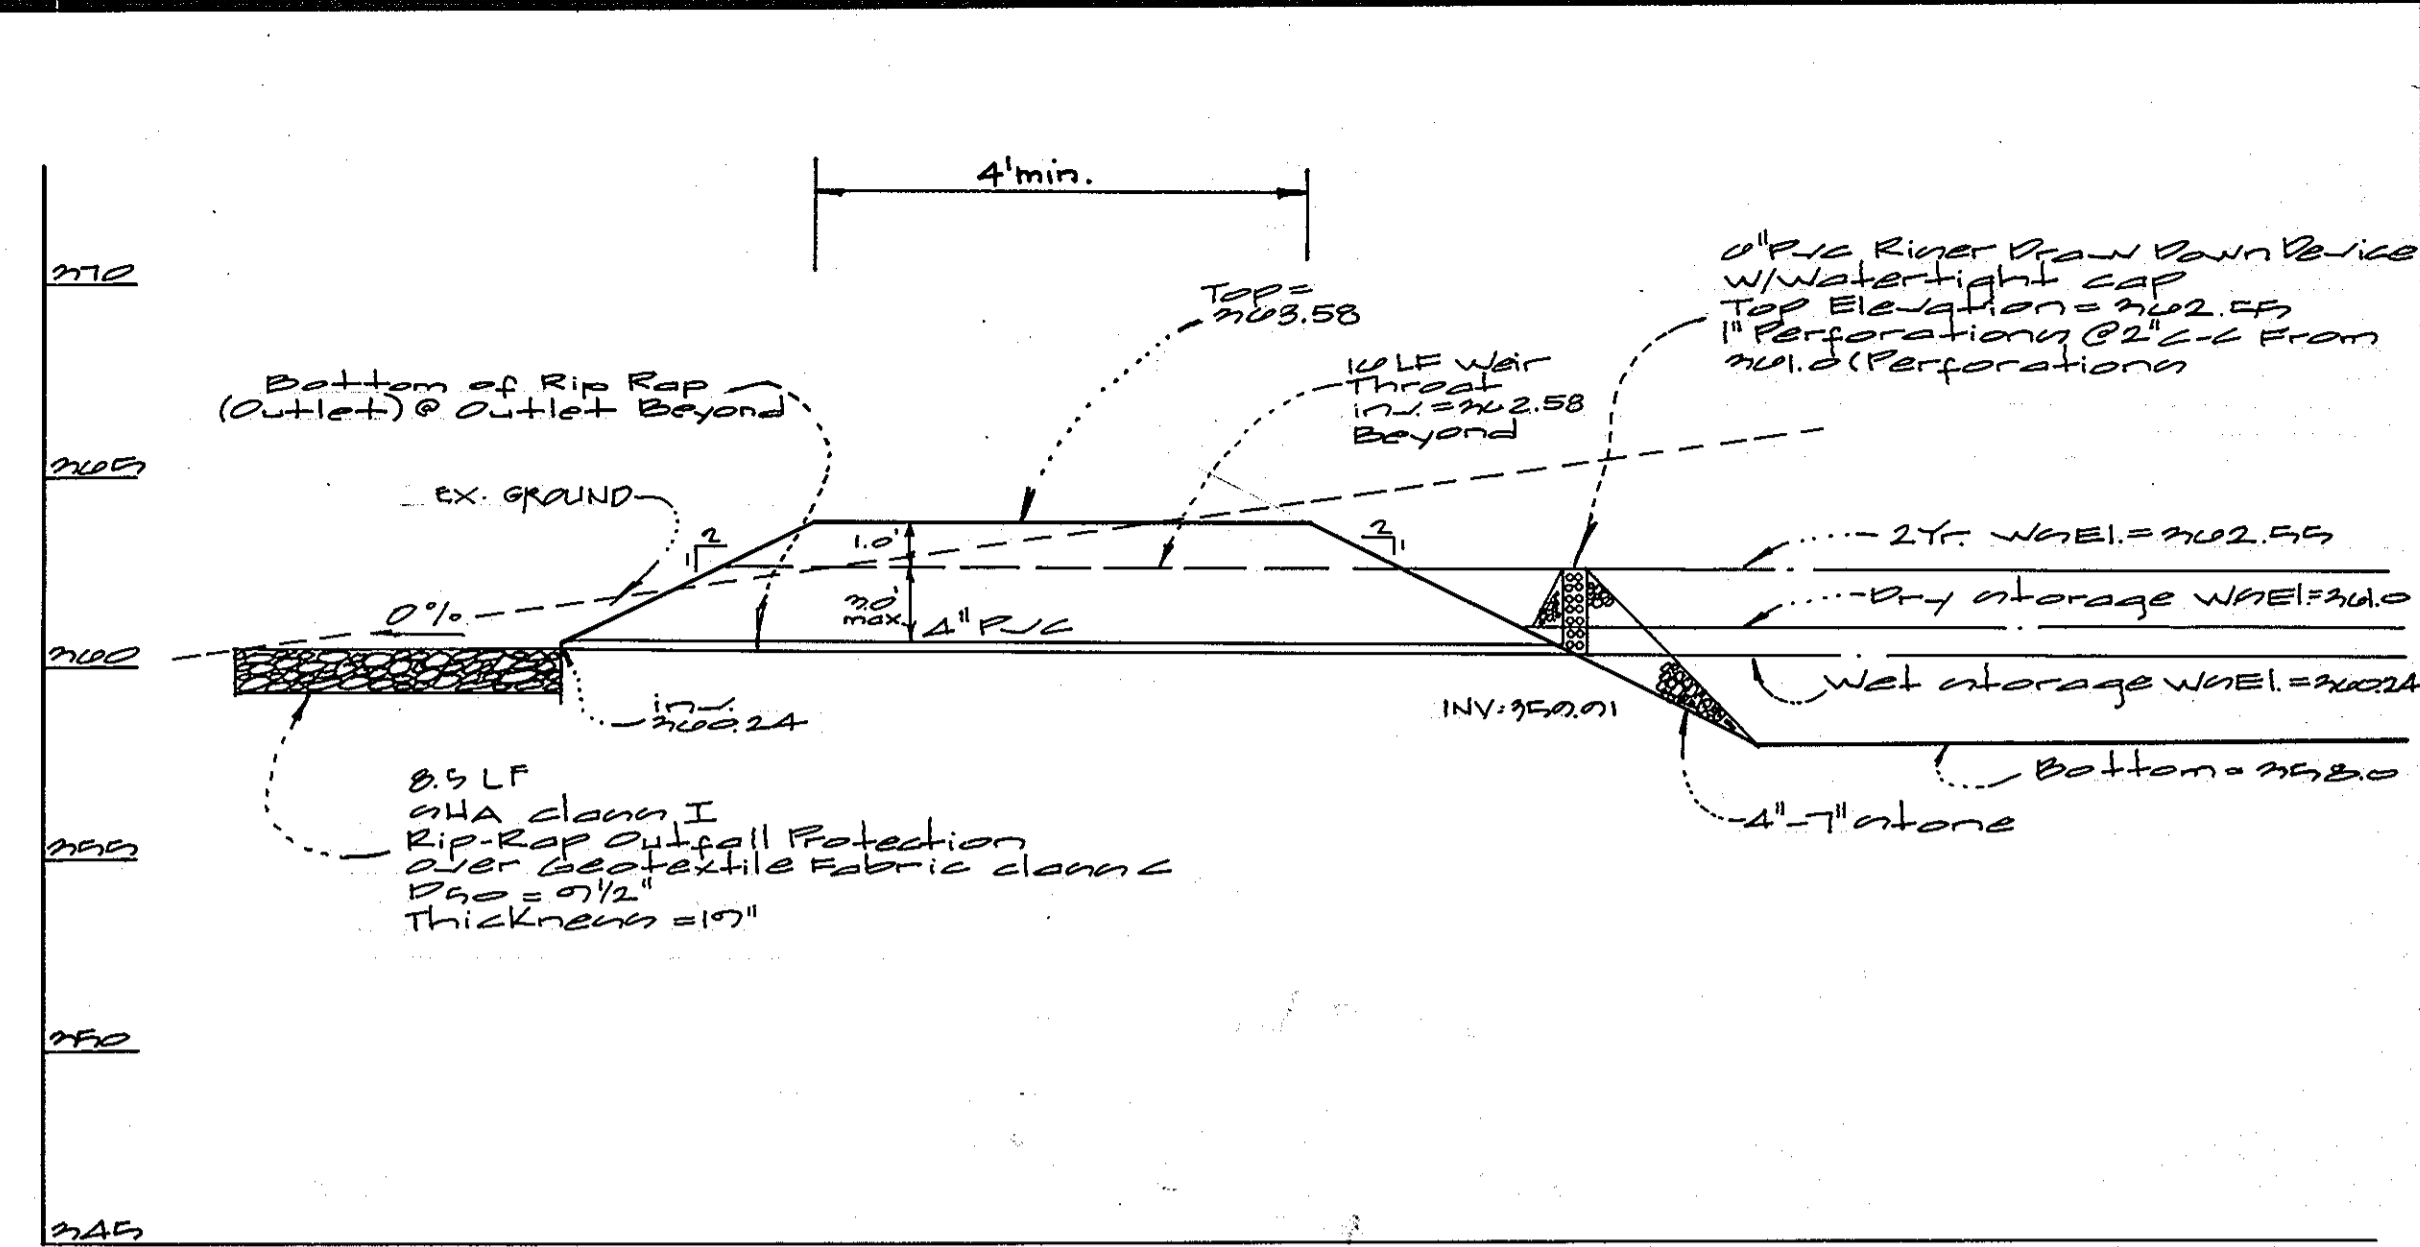 4' min.
370
365
360
355
350
345
Top =
363.58
6" PVC Riser Draw Down Device
w/Watertight cap
Top Elevation = 362.55
1" Perforations @ 2" C-C From
361.0 (Perforations
Bottom of Rip Rap
(Outlet) @ Outlet Beyond
16 LF Weir
Throat
inv. = 362.58
Beyond
EX. GROUND
2
1
1.0'
2
1
2 Yr. WSEl. = 362.55
0%
3.0'
max.
4" PVC
Dry storage WSEl = 361.0
Wet storage WSEl. = 360.24
inv.
360.24
INV: 359.91
Bottom = 358.0
4"-7" stone
8.5 LF
SHA class I
Rip-Rap Outfall Protection
over Geotextile Fabric class C
D50 = 9 1/2"
Thickness = 19"